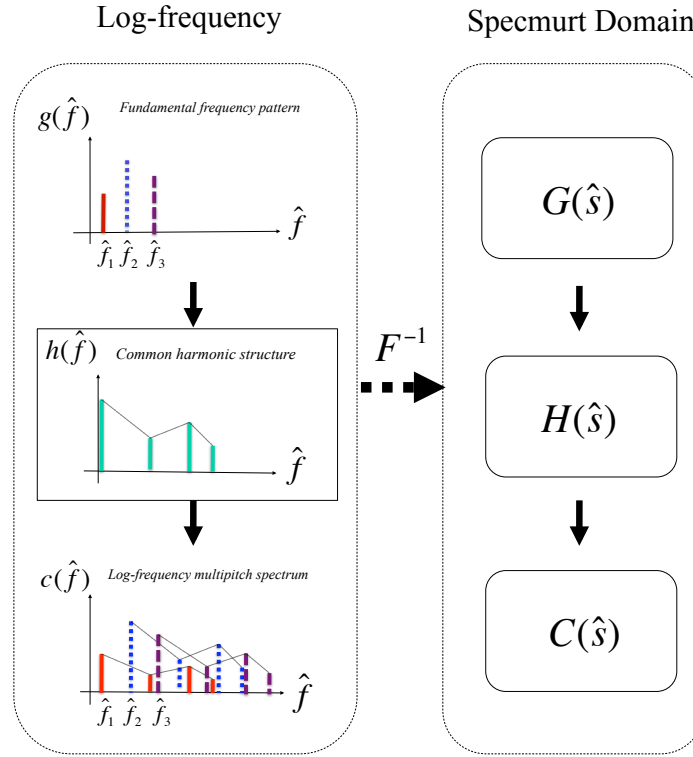 Log-frequency
Specmurt Domain
g(f̂)
Fundamental frequency pattern
f̂
f̂₁ f̂₂ f̂₃
h(f̂)
Common harmonic structure
f̂
c(f̂)
Log-frequency multipitch spectrum
f̂
f̂₁ f̂₂ f̂₃
F⁻¹
G(ŝ)
H(ŝ)
C(ŝ)